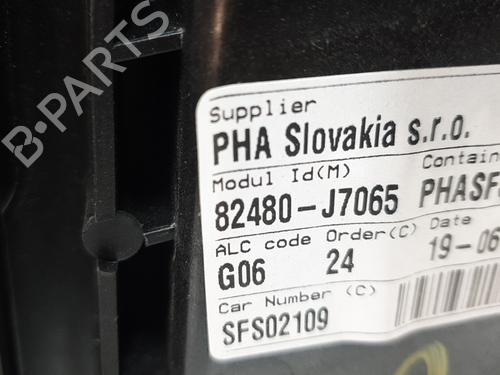 B-PARTS
Supplier
PHA Slovakia s.r.o.
Modul Id(M) Contain
82480-J7065 PHASF
ALC code Order(C) Date
G06 24 19-06
Car Number (C)
SFS02109